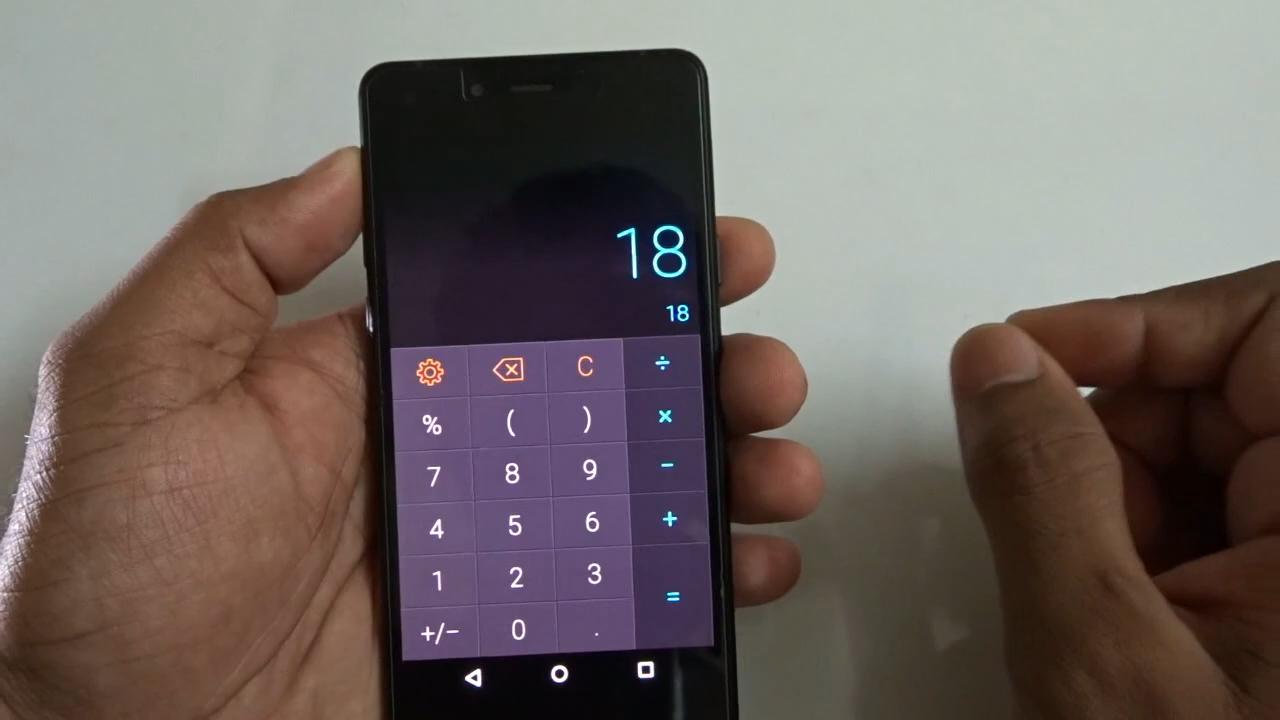 18
18
C ÷
% ( ) ×
7 8 9 −
4 5 6 +
1 2 3 =
+/− 0 .